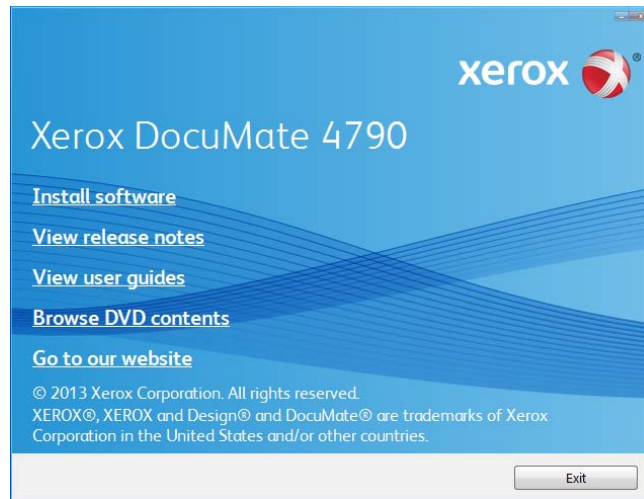 xerox ®
Xerox DocuMate 4790
Install software
View release notes
View user guides
Browse DVD contents
Go to our website
© 2013 Xerox Corporation. All rights reserved.
XEROX®, XEROX and Design® and DocuMate® are trademarks of Xerox
Corporation in the United States and/or other countries.
Exit